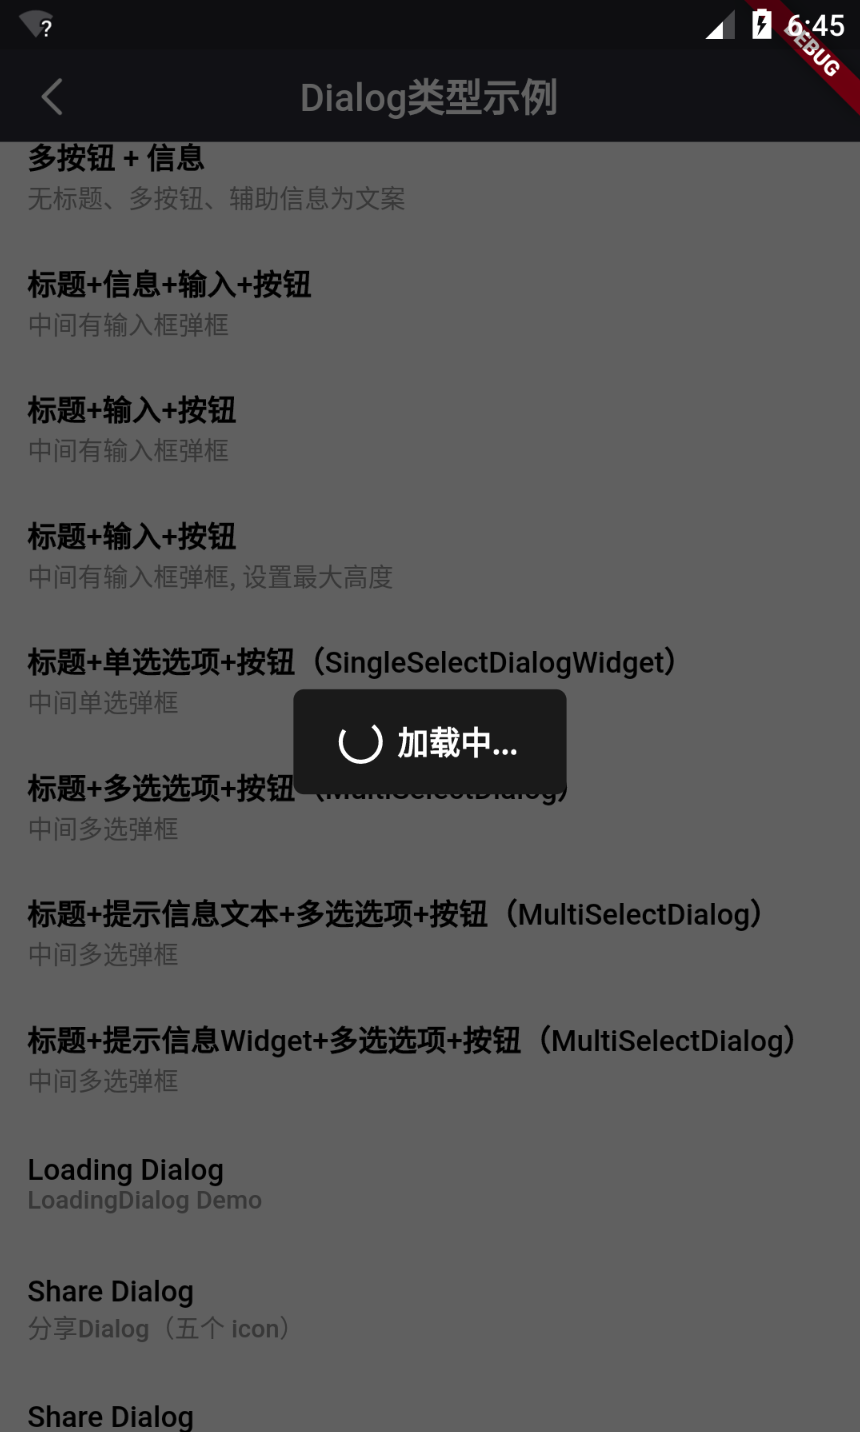 ?
6:45
DEBUG
Dialog类型示例
多按钮 + 信息
无标题、多按钮、辅助信息为文案
标题+信息+输入+按钮
中间有输入框弹框
标题+输入+按钮
中间有输入框弹框
标题+输入+按钮
中间有输入框弹框, 设置最大高度
标题+单选选项+按钮（SingleSelectDialogWidget）
中间单选弹框
加载中...
标题+多选选项+按钮（MultiSelectDialog）
中间多选弹框
标题+提示信息文本+多选选项+按钮（MultiSelectDialog）
中间多选弹框
标题+提示信息Widget+多选选项+按钮（MultiSelectDialog）
中间多选弹框
Loading Dialog
LoadingDialog Demo
Share Dialog
分享Dialog（五个 icon）
Share Dialog